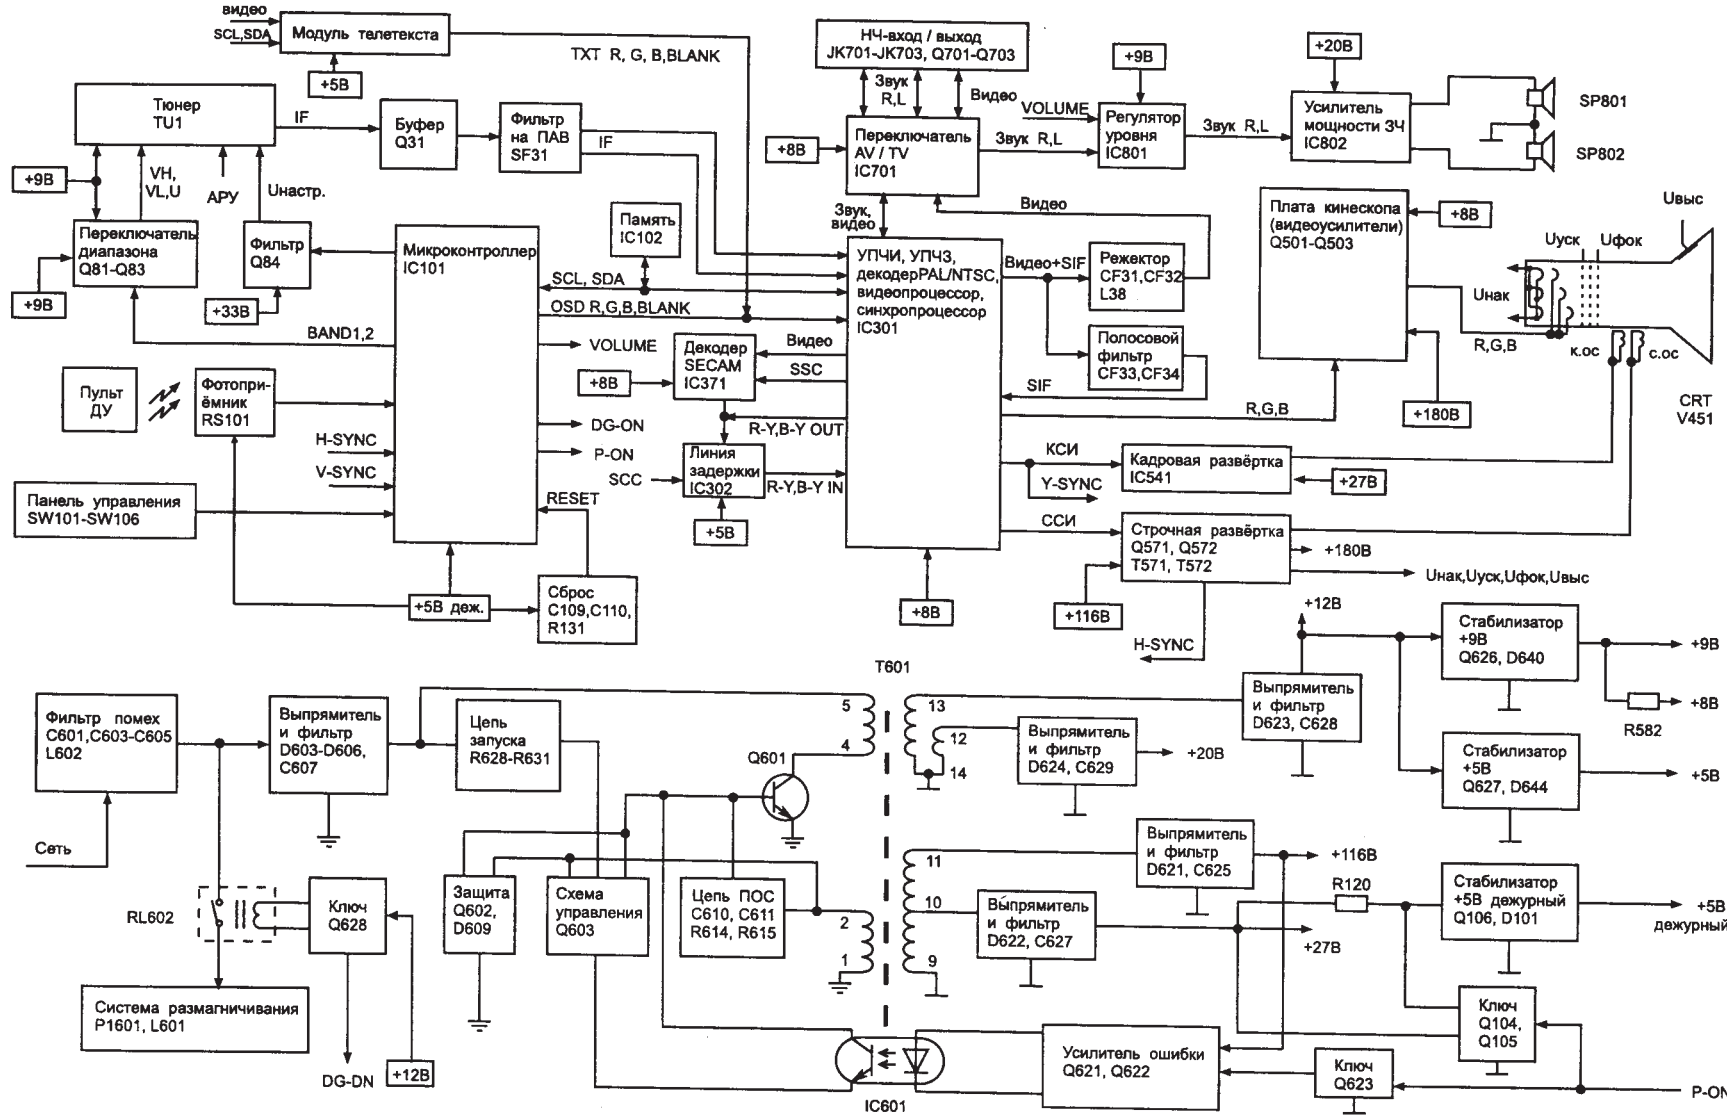 видео
SCL,SDA
Модуль телетекста
+5В
TXT R, G, B,BLANK
НЧ-вход / выход
JK701-JK703, Q701-Q703
Звук
R,L
Видео
+9В
VOLUME
+20В
Тюнер
TU1
IF
Буфер
Q31
Фильтр
на ПАВ
SF31
IF
+8В
Переключатель
AV / TV
IC701
Звук R,L
Регулятор
уровня
IC801
Звук R,L
Усилитель
мощности ЗЧ
IC802
SP801
SP802
+9В
VH,
VL,U
АРУ
Uнастр.
Переключатель
диапазона
Q81-Q83
+9В
Фильтр
Q84
+33В
BAND1,2
Микроконтроллер
IC101
Память
IC102
SCL, SDA
OSD R,G,B,BLANK
VOLUME
DG-ON
P-ON
RESET
Звук,
видео
Видео
УПЧИ, УПЧЗ,
декодерPAL/NTSC,
видеопроцессор,
синхропроцессор
IC301
Видео+SIF
Режектор
CF31,CF32
L38
Полосовой
фильтр
CF33,CF34
SIF
R,G,B
Плата кинескопа
(видеоусилители)
Q501-Q503
+8В
+180В
Uвыс
Uуск
Uфок
Uнак
R,G,B
к.ос
с.ос
CRT
V451
Декодер
SECAM
IC371
+8В
Видео
SSC
R-Y,B-Y OUT
Линия
задержки
IC302
SCC
R-Y,B-Y IN
+5В
Пульт
ДУ
Фотопри-
ёмник
RS101
H-SYNC
V-SYNC
Панель управления
SW101-SW106
+5В деж.
Сброс
C109,C110,
R131
+8В
КСИ
Y-SYNC
Кадровая развёртка
IC541
+27В
ССИ
Строчная развёртка
Q571, Q572
T571, T572
+180В
Uнак,Uуск,Uфок,Uвыс
+116В
H-SYNC
+12В
Стабилизатор
+9В
Q626, D640
+9В
+8В
R582
Стабилизатор
+5В
Q627, D644
+5В
Фильтр помех
C601,C603-C605
L602
Сеть
Выпрямитель
и фильтр
D603-D606,
C607
Цепь
запуска
R628-R631
Q601
T601
5
4
13
12
14
Выпрямитель
и фильтр
D623, C628
Выпрямитель
и фильтр
D624, C629
+20В
RL602
Ключ
Q628
Система размагничивания
P1601, L601
DG-DN
+12В
Защита
Q602,
D609
Схема
управления
Q603
Цепь ПОС
C610, C611
R614, R615
2
1
11
10
9
Выпрямитель
и фильтр
D621, C625
+116В
Выпрямитель
и фильтр
D622, C627
+27В
R120
Стабилизатор
+5В дежурный
Q106, D101
+5В
дежурный
Ключ
Q104,
Q105
IC601
Усилитель ошибки
Q621, Q622
Ключ
Q623
P-ON